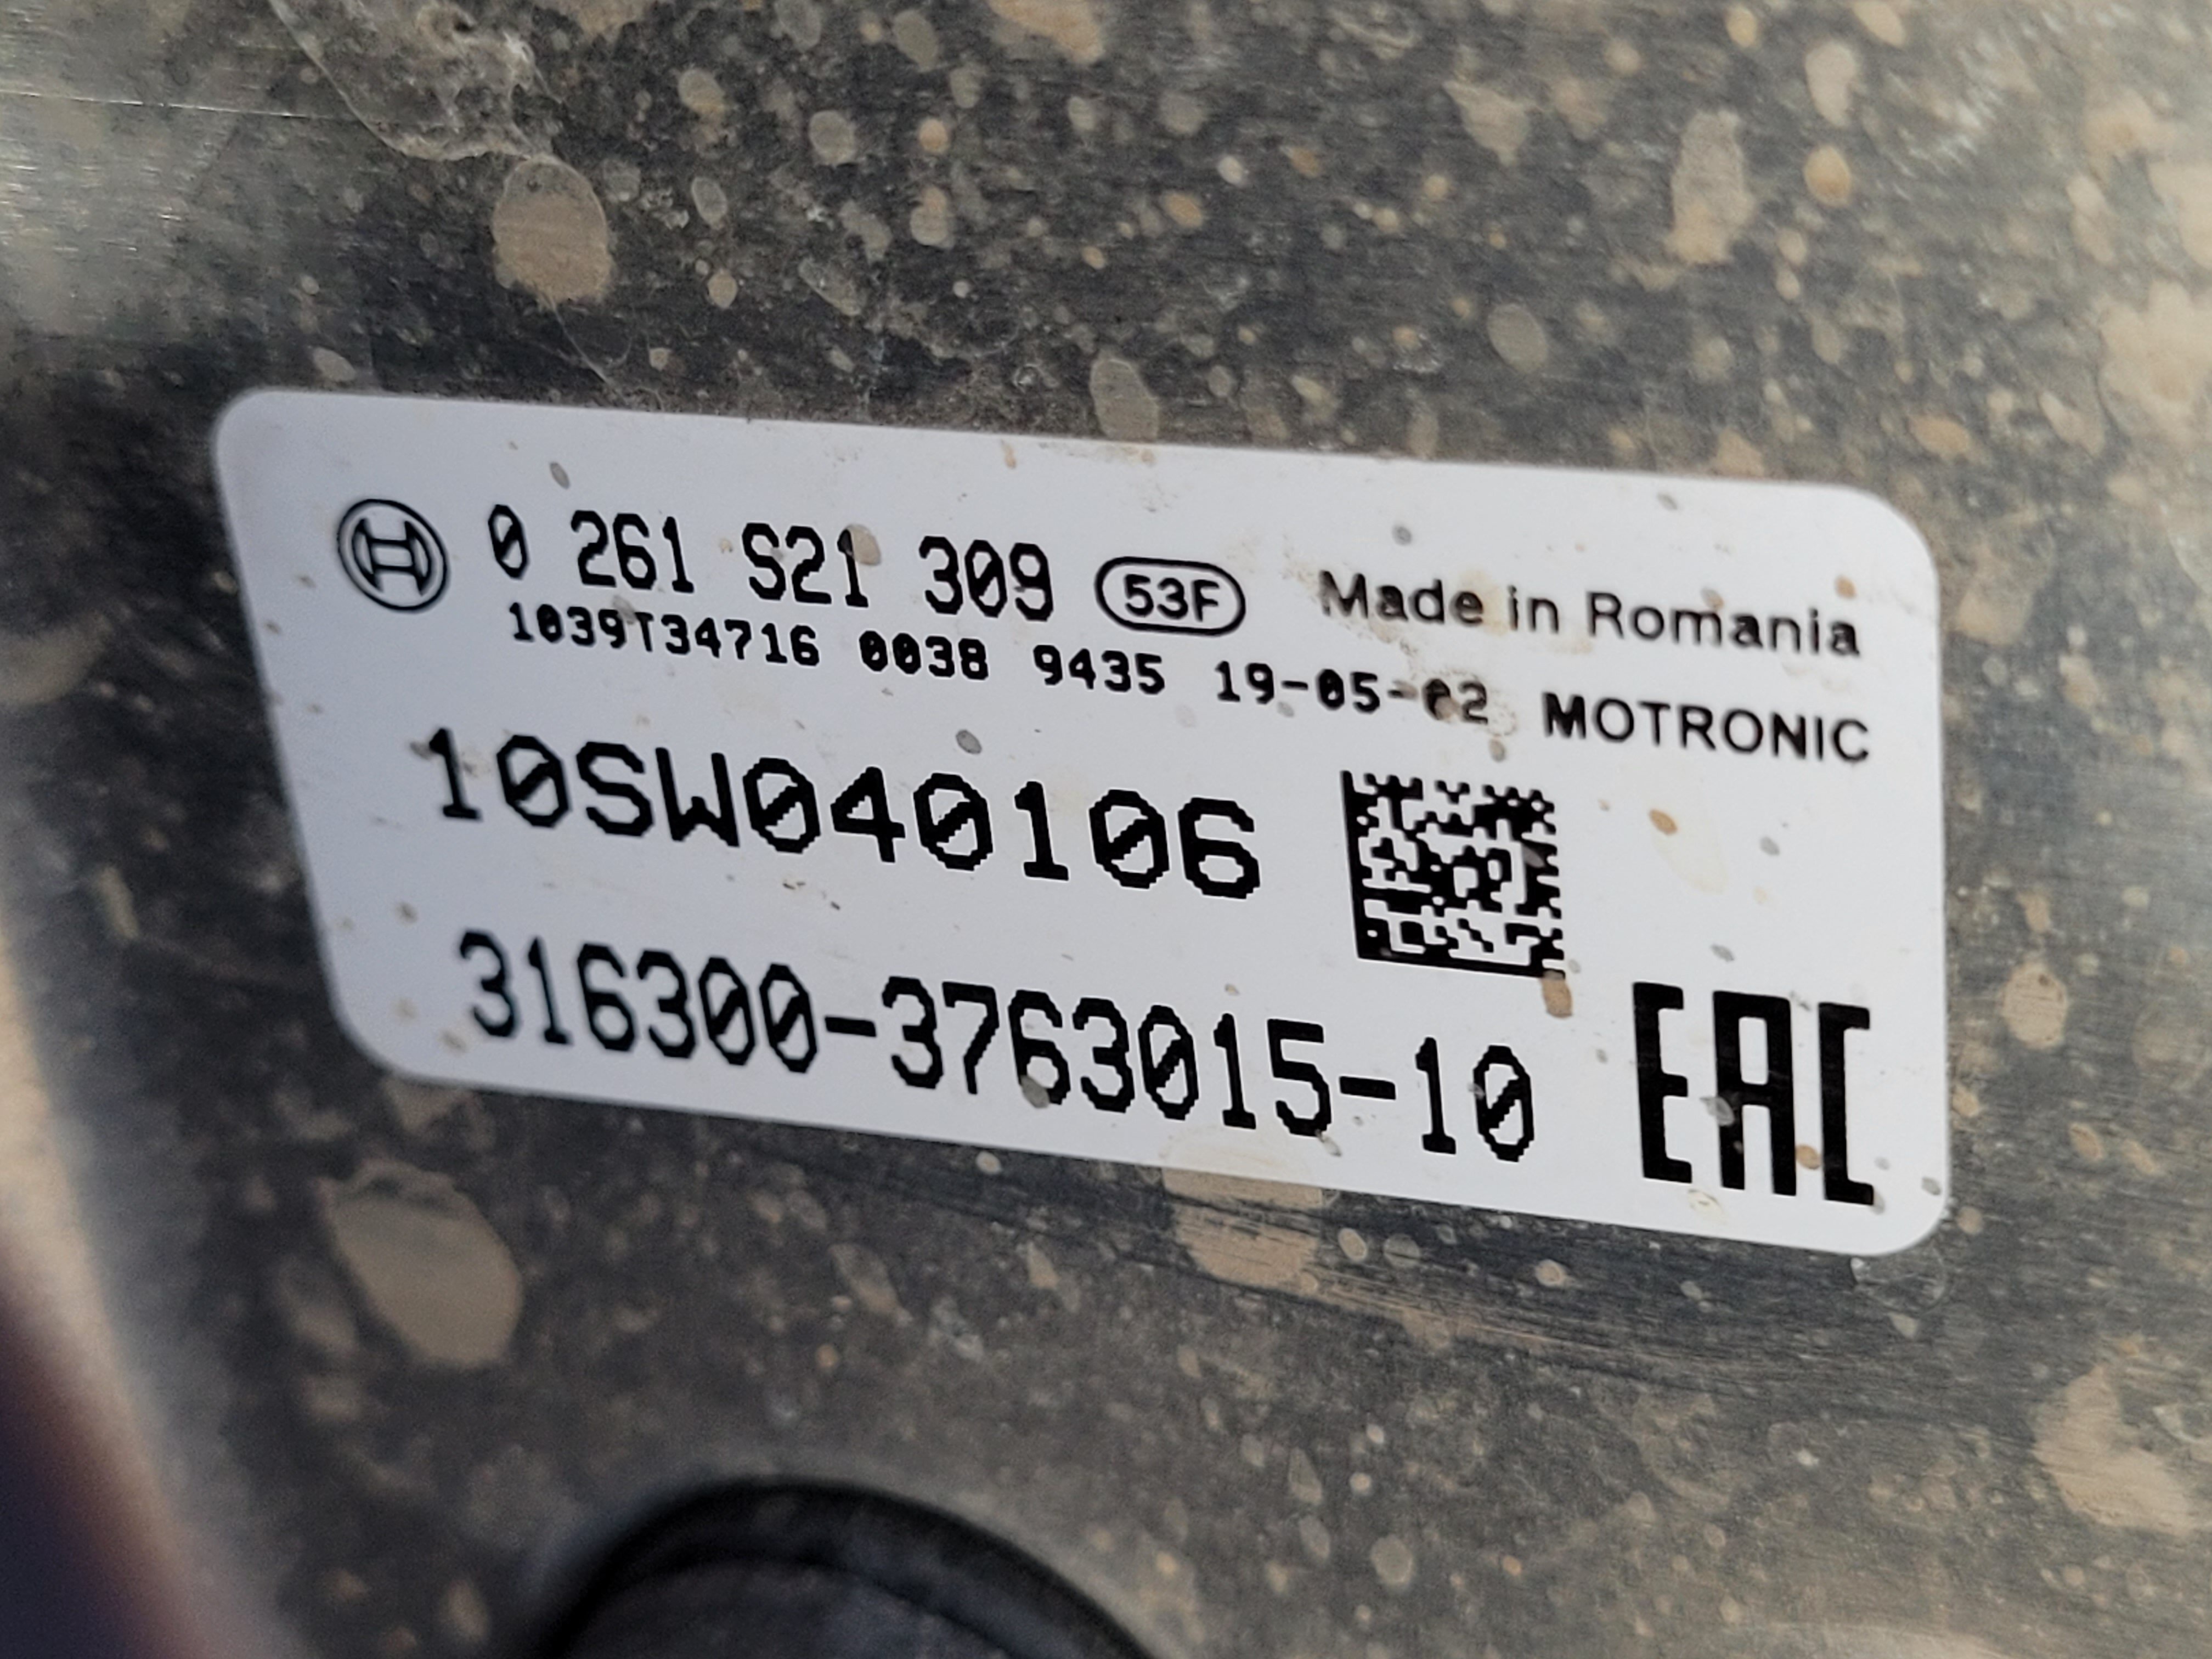 0 261 S21 309 53F Made in Romania
1039T34716 0038 9435 19-05-02 MOTRONIC
10SW040106
316300-3763015-10 EAC